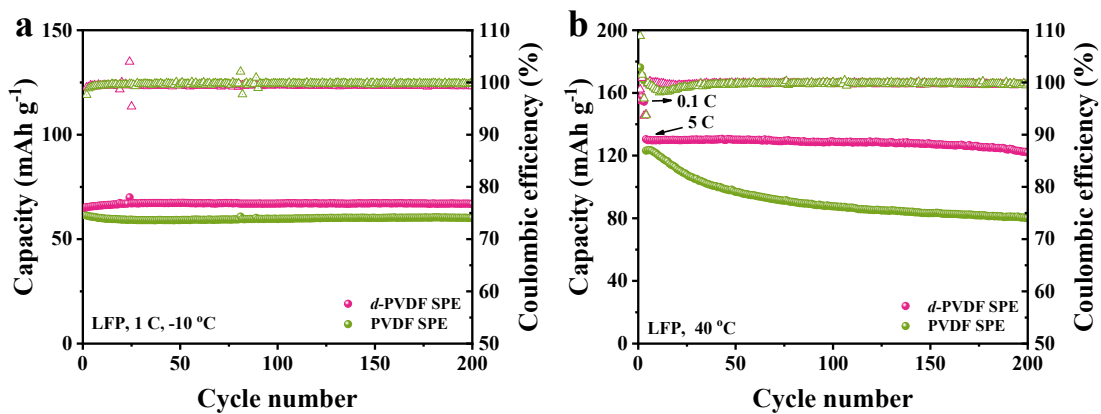 a
150
125
100
75
50
25
0
Capacity (mAh g⁻¹)
110
100
90
80
70
60
50
Coulombic efficiency (%)
d-PVDF SPE
PVDF SPE
LFP, 1 C, -10 °C
0 50 100 150 200
Cycle number
b
200
160
120
80
40
0
Capacity (mAh g⁻¹)
110
100
90
80
70
60
50
Coulombic efficiency (%)
0.1 C
5 C
d-PVDF SPE
PVDF SPE
LFP, 40 °C
0 50 100 150 200
Cycle number